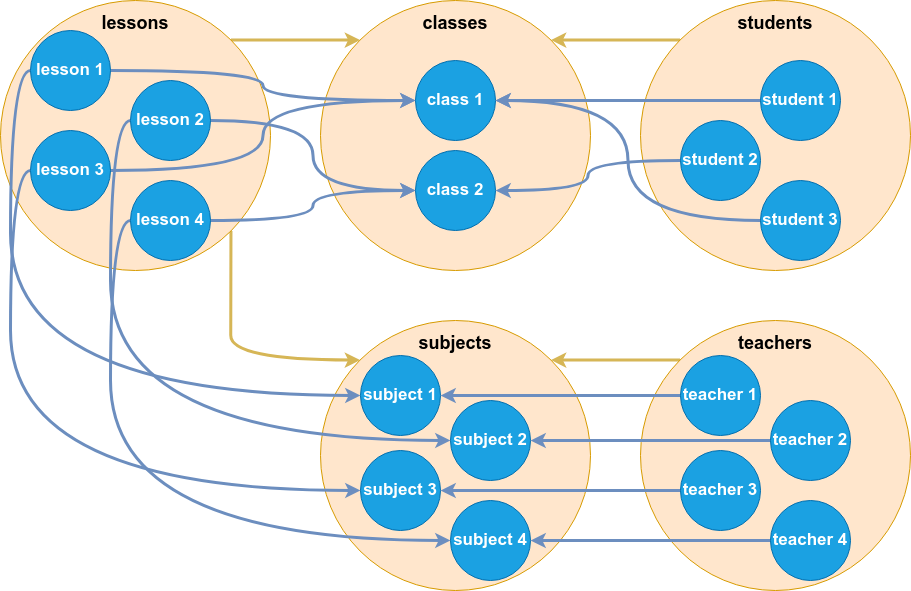 lessons
classes
students
lesson 1
lesson 2
lesson 3
lesson 4
class 1
class 2
student 1
student 2
student 3
subjects
teachers
subject 1
subject 2
subject 3
subject 4
teacher 1
teacher 2
teacher 3
teacher 4